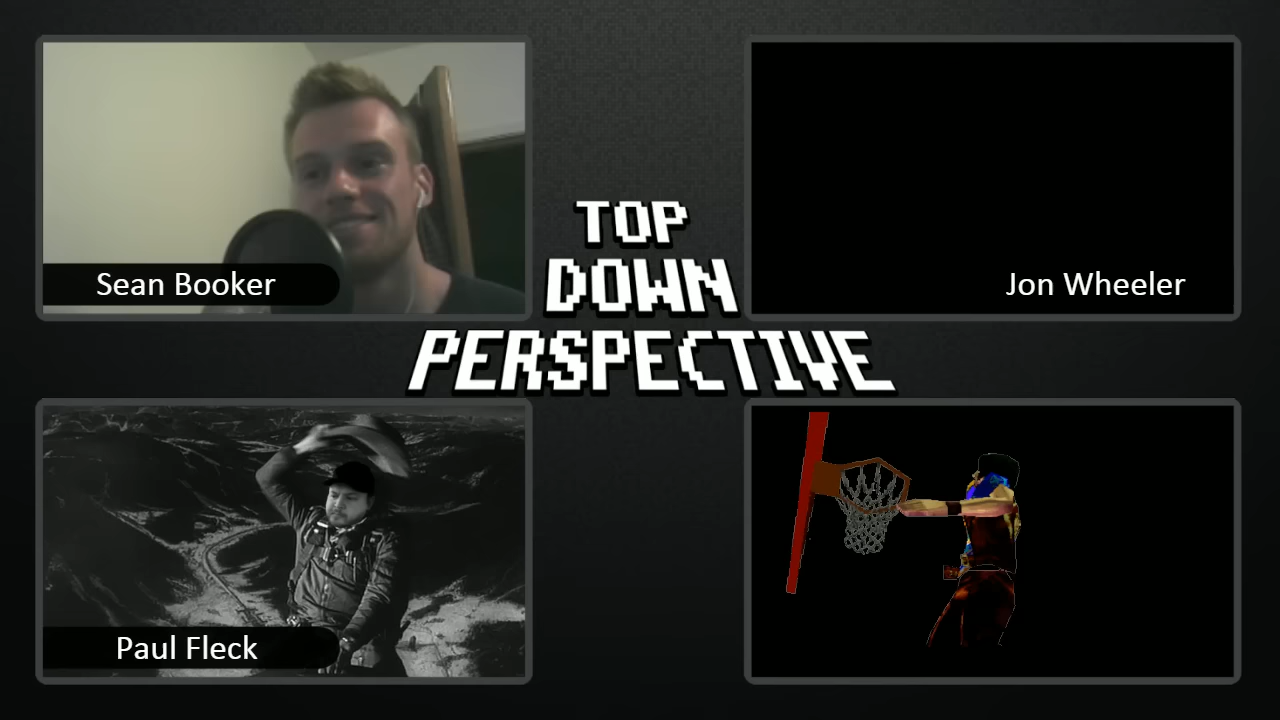 Sean Booker
Jon Wheeler
TOP
DOWN
PERSPECTIVE
Paul Fleck